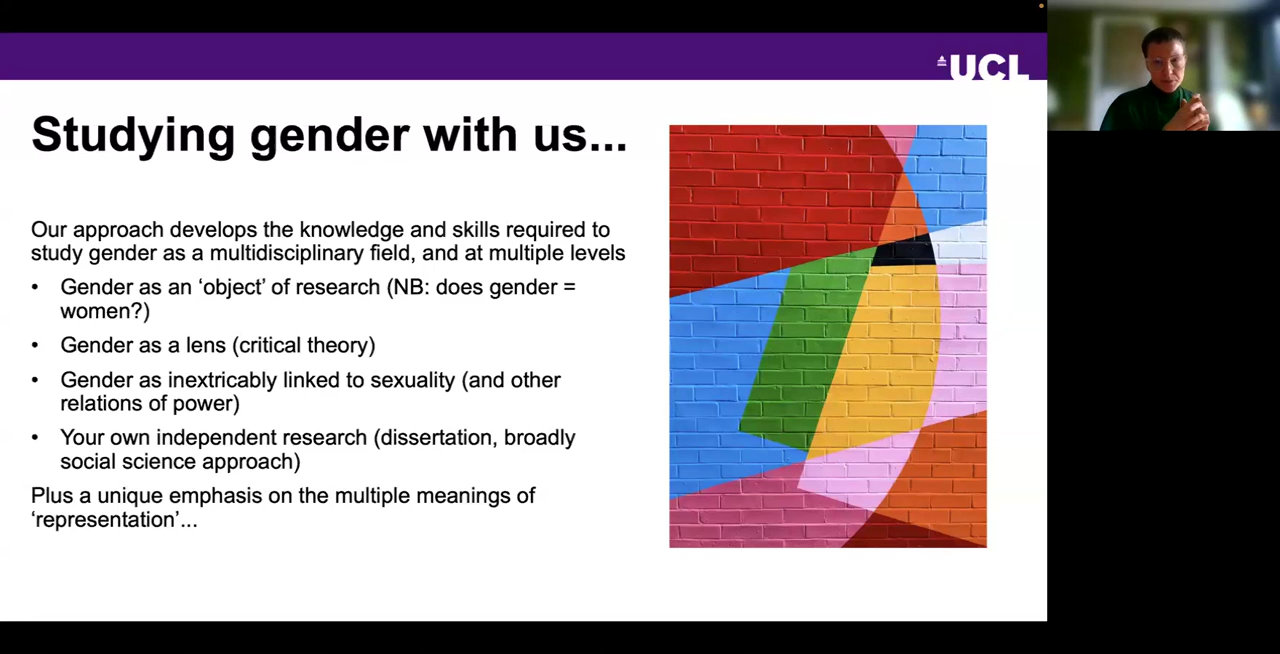 UCL
Studying gender with us...
Our approach develops the knowledge and skills required to
study gender as a multidisciplinary field, and at multiple levels
• Gender as an ‘object’ of research (NB: does gender =
women?)
• Gender as a lens (critical theory)
• Gender as inextricably linked to sexuality (and other
relations of power)
• Your own independent research (dissertation, broadly
social science approach)
Plus a unique emphasis on the multiple meanings of
‘representation’...